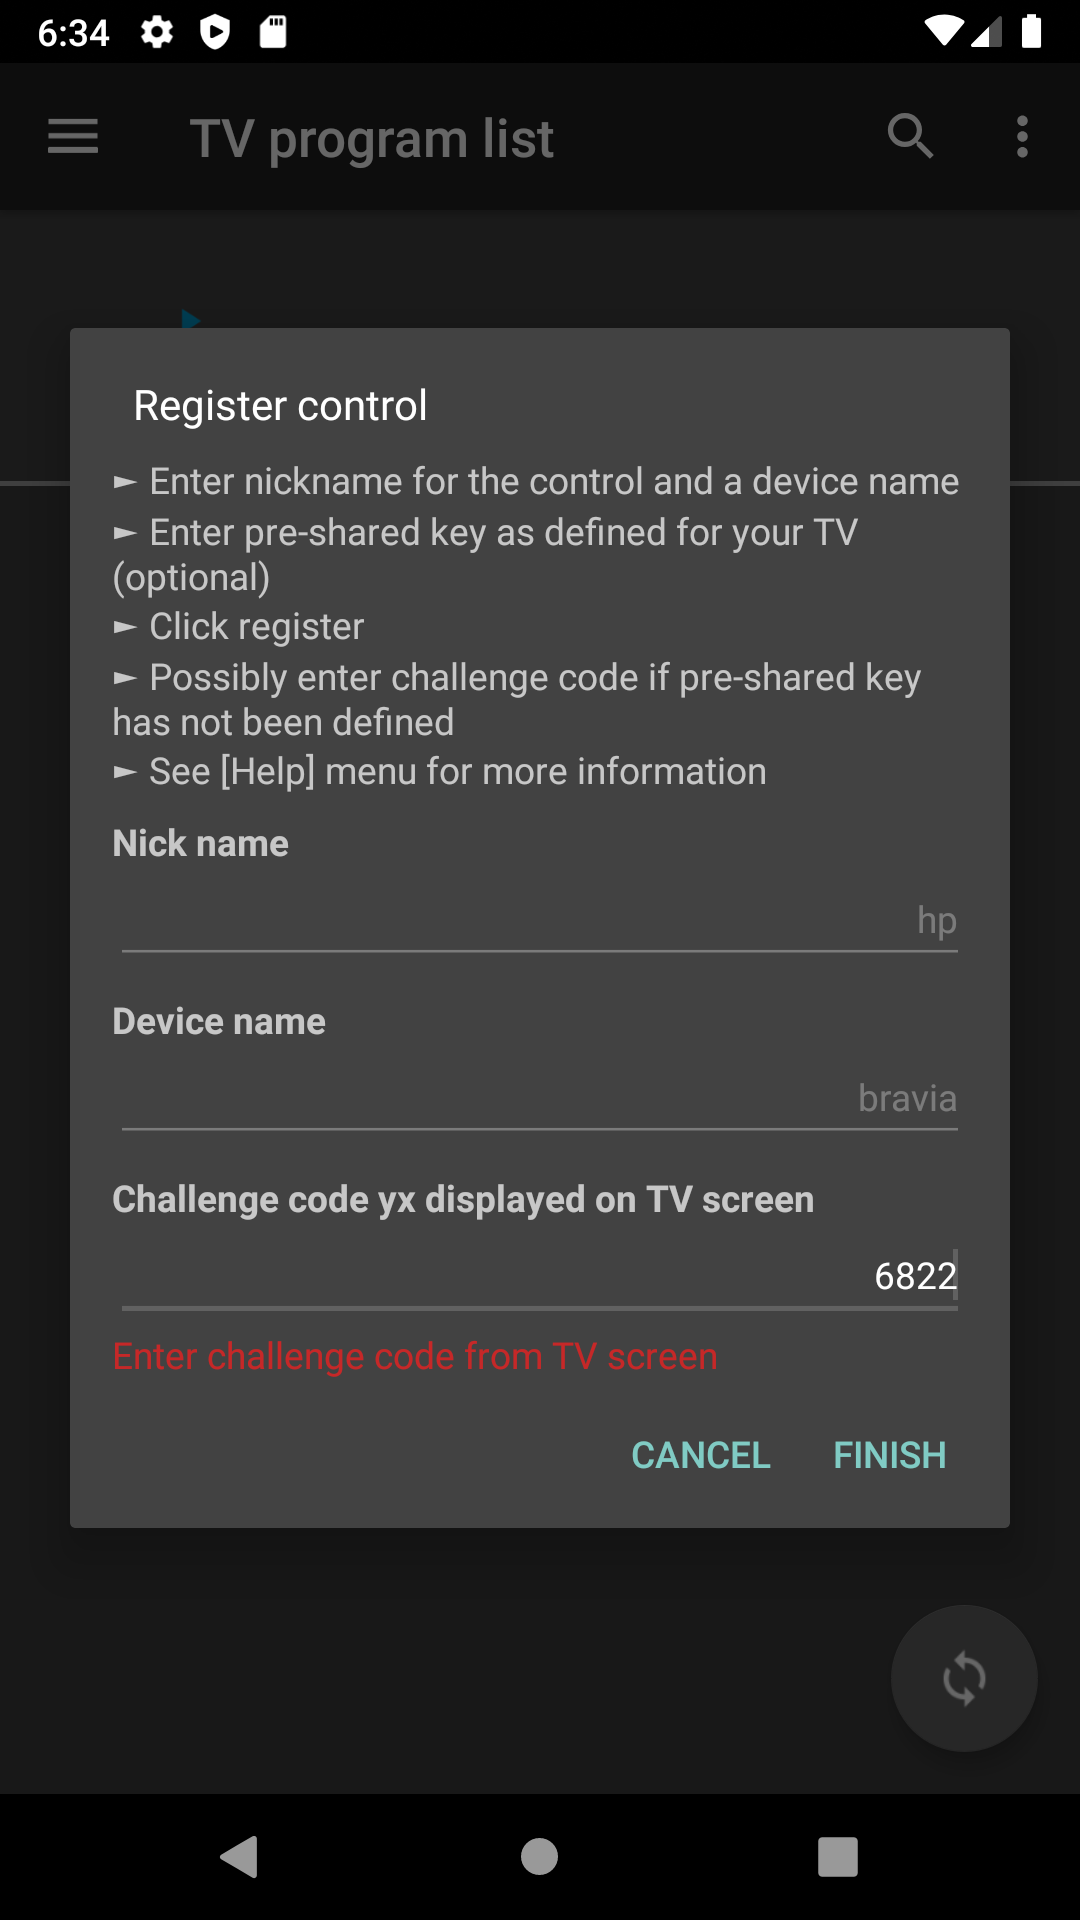 6:34
TV program list
Register control
► Enter nickname for the control and a device name
► Enter pre-shared key as defined for your TV
(optional)
► Click register
► Possibly enter challenge code if pre-shared key
has not been defined
► See [Help] menu for more information
Nick name
hp
Device name
bravia
Challenge code yx displayed on TV screen
6822
Enter challenge code from TV screen
CANCEL FINISH